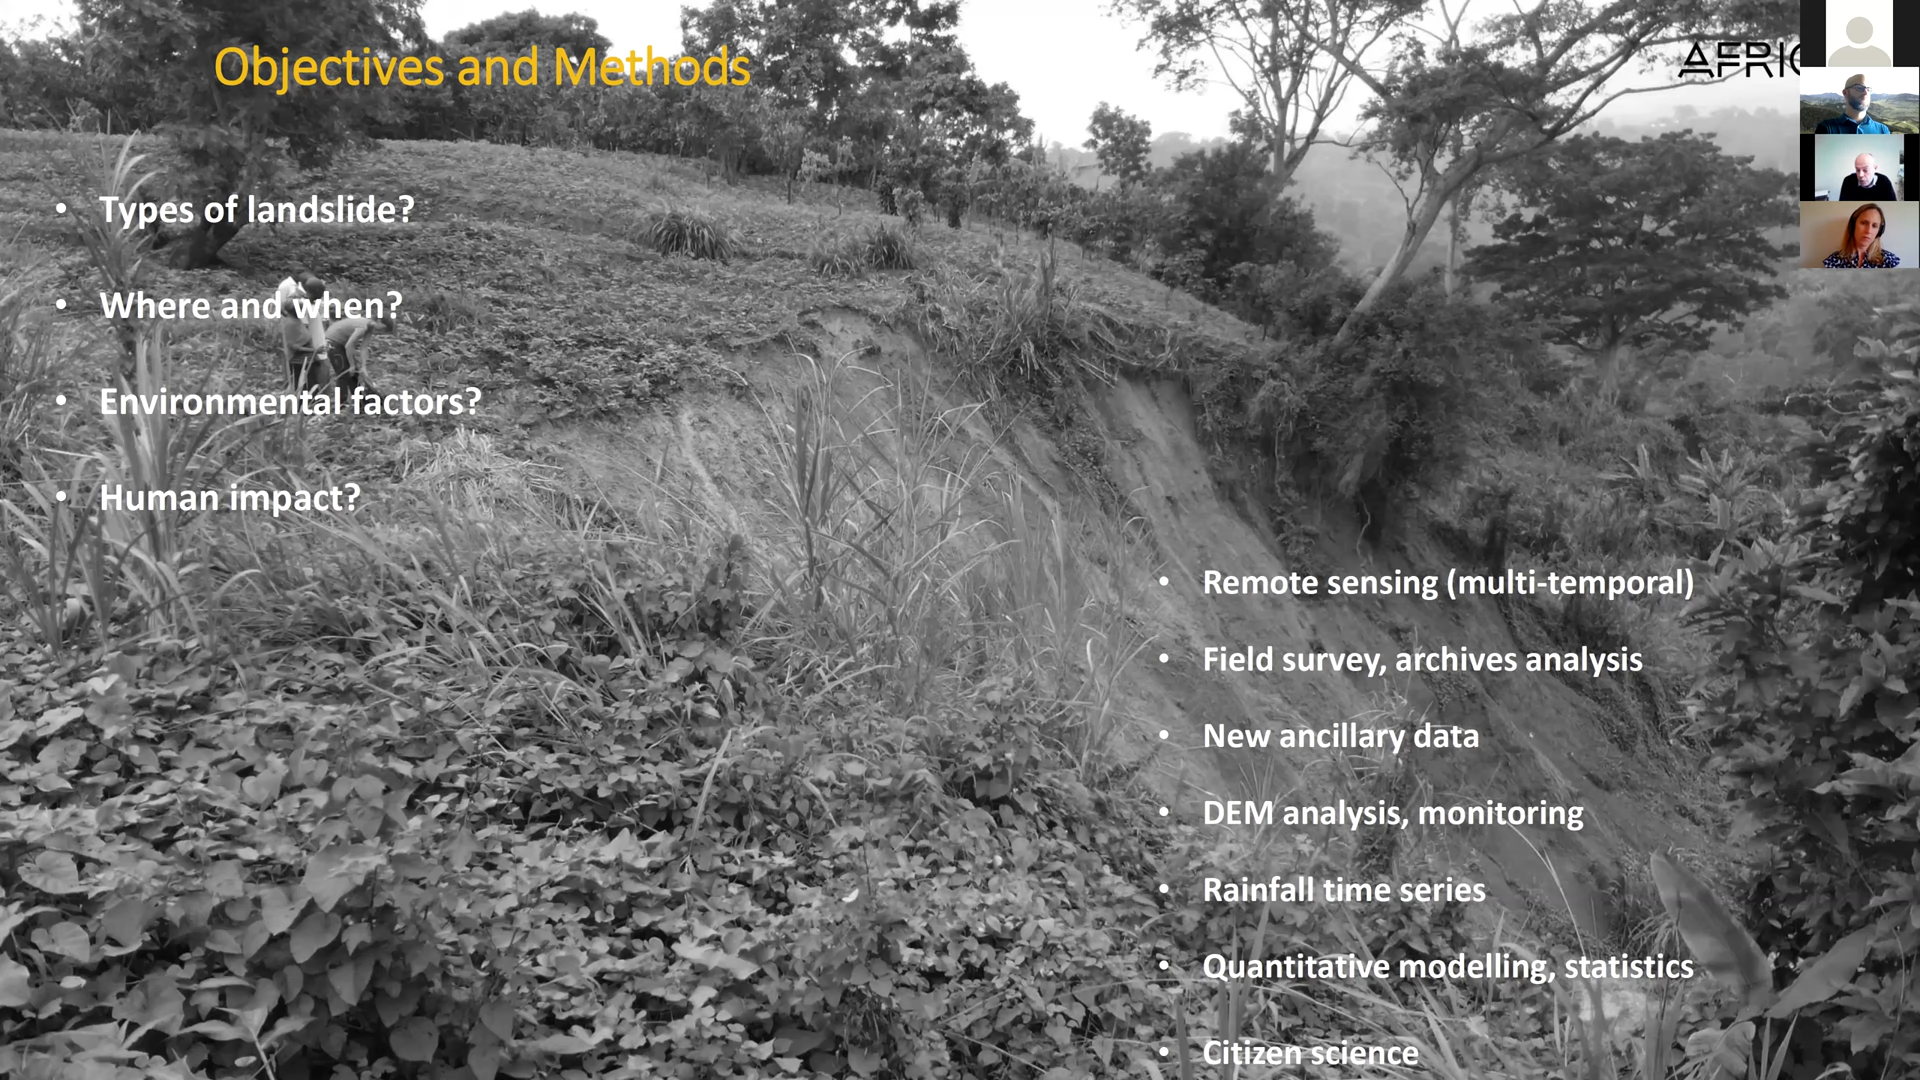 Objectives and Methods
AFRIC
• Types of landslide?
• Where and when?
• Environmental factors?
• Human impact?
• Remote sensing (multi-temporal)
• Field survey, archives analysis
• New ancillary data
• DEM analysis, monitoring
• Rainfall time series
• Quantitative modelling, statistics
• Citizen science